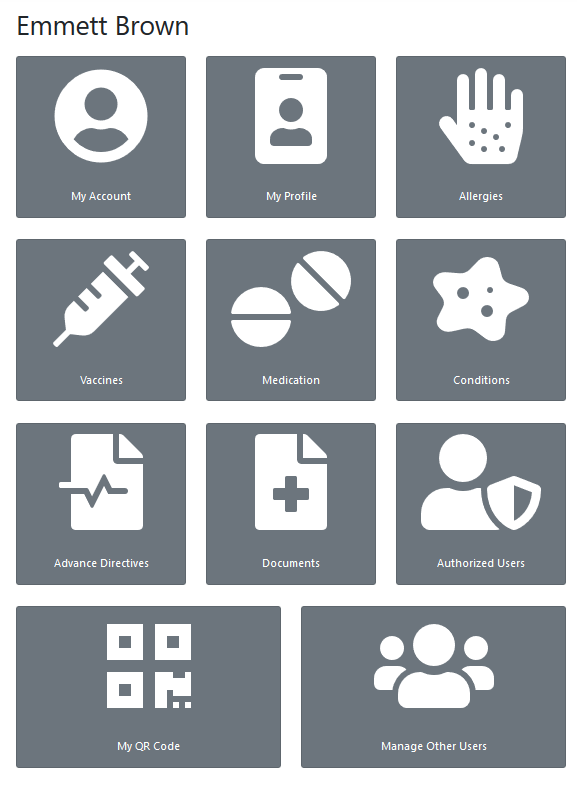 Emmett Brown
My Account
My Profile
Allergies
Vaccines
Medication
Conditions
Advance Directives
Documents
Authorized Users
My QR Code
Manage Other Users